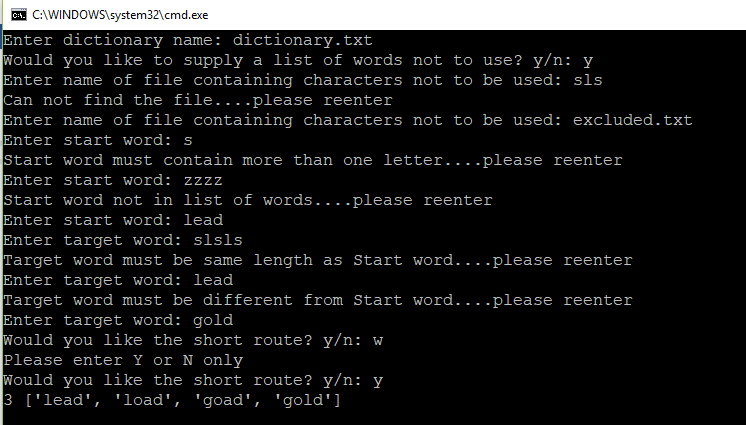 C:\WINDOWS\system32\cmd.exe
Enter dictionary name: dictionary.txt
Would you like to supply a list of words not to use? y/n: y
Enter name of file containing characters not to be used: sls
Can not find the file....please reenter
Enter name of file containing characters not to be used: excluded.txt
Enter start word: s
Start word must contain more than one letter....please reenter
Enter start word: zzzz
Start word not in list of words....please reenter
Enter start word: lead
Enter target word: slsls
Target word must be same length as Start word....please reenter
Enter target word: lead
Target word must be different from Start word....please reenter
Enter target word: gold
Would you like the short route? y/n: w
Please enter Y or N only
Would you like the short route? y/n: y
3 ['lead', 'load', 'goad', 'gold']